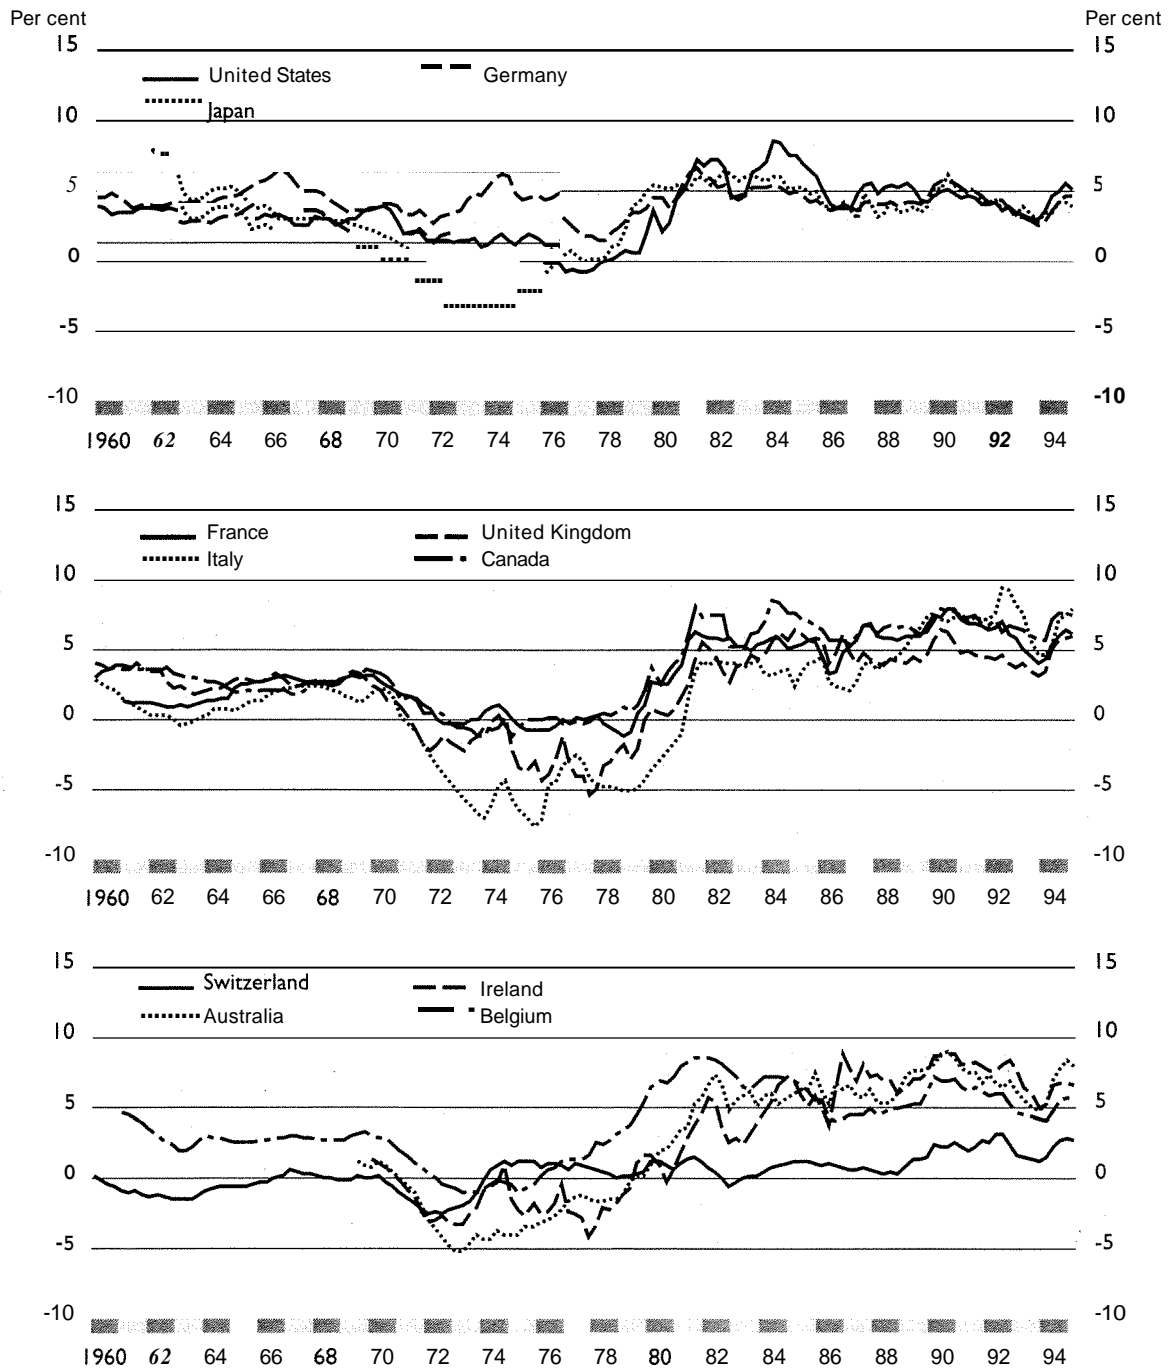 Per cent Per cent
15 15
United States Germany
Japan
10 10
5 5
0 0
-5 -5
-10 -10
1960 62 64 66 68 70 72 74 76 78 80 82 84 86 88 90 92 94
15 15
France United Kingdom
Italy Canada
10 10
5 5
0 0
-5 -5
-10 -10
1960 62 64 66 68 70 72 74 76 78 80 82 84 86 88 90 92 94
15 15
Switzerland Ireland
Australia Belgium
10 10
5 5
0 0
-5 -5
-10 -10
1960 62 64 66 68 70 72 74 76 78 80 82 84 86 88 90 92 94